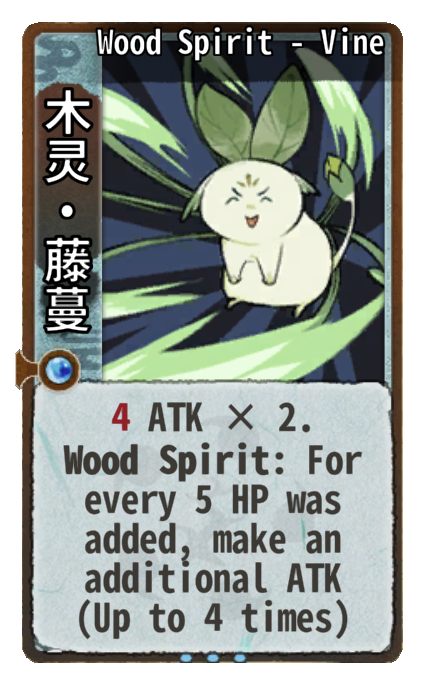 Wood Spirit - Vine
木灵·藤蔓
4 ATK × 2.
Wood Spirit: For
every 5 HP was
added, make an
additional ATK
(Up to 4 times)